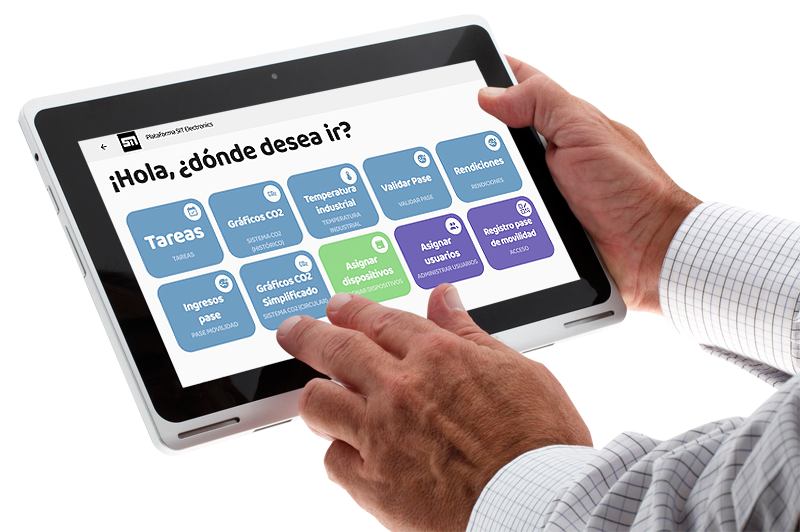 STI
Plataforma SIT Electronics
¡Hola, ¿dónde desea ir?
Tareas
TAREAS
Gráficos CO2
SISTEMA CO2
(HISTÓRICO)
Temperatura
industrial
TEMPERATURA
INDUSTRIAL
Validar Pase
VALIDAR PASE
Rendiciones
RENDICIONES
Ingresos
pase
PASE MOVILIDAD
Gráficos CO2
Simplificado
SISTEMA CO2 (CIRCULAR)
Asignar
dispositivos
DISPOSITIVOS
Asignar
usuarios
ADMINISTRAR USUARIOS
Registro pase
de movilidad
ACCESO